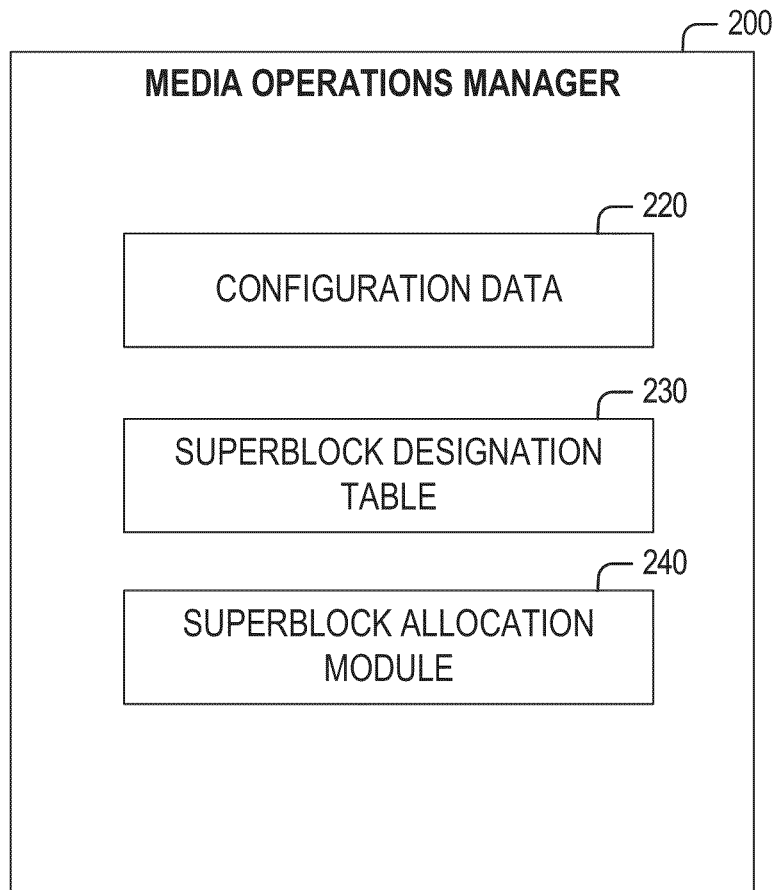 200
MEDIA OPERATIONS MANAGER
220
CONFIGURATION DATA
230
SUPERBLOCK DESIGNATION
TABLE
240
SUPERBLOCK ALLOCATION
MODULE